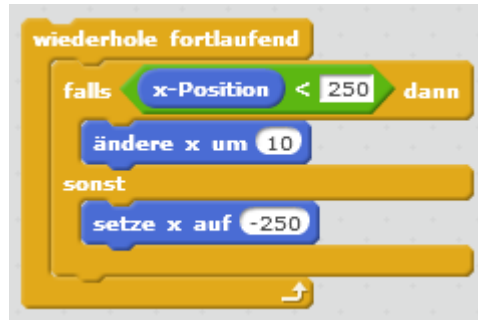 wiederhole fortlaufend
falls x-Position < 250 dann
ändere x um 10
sonst
setze x auf -250